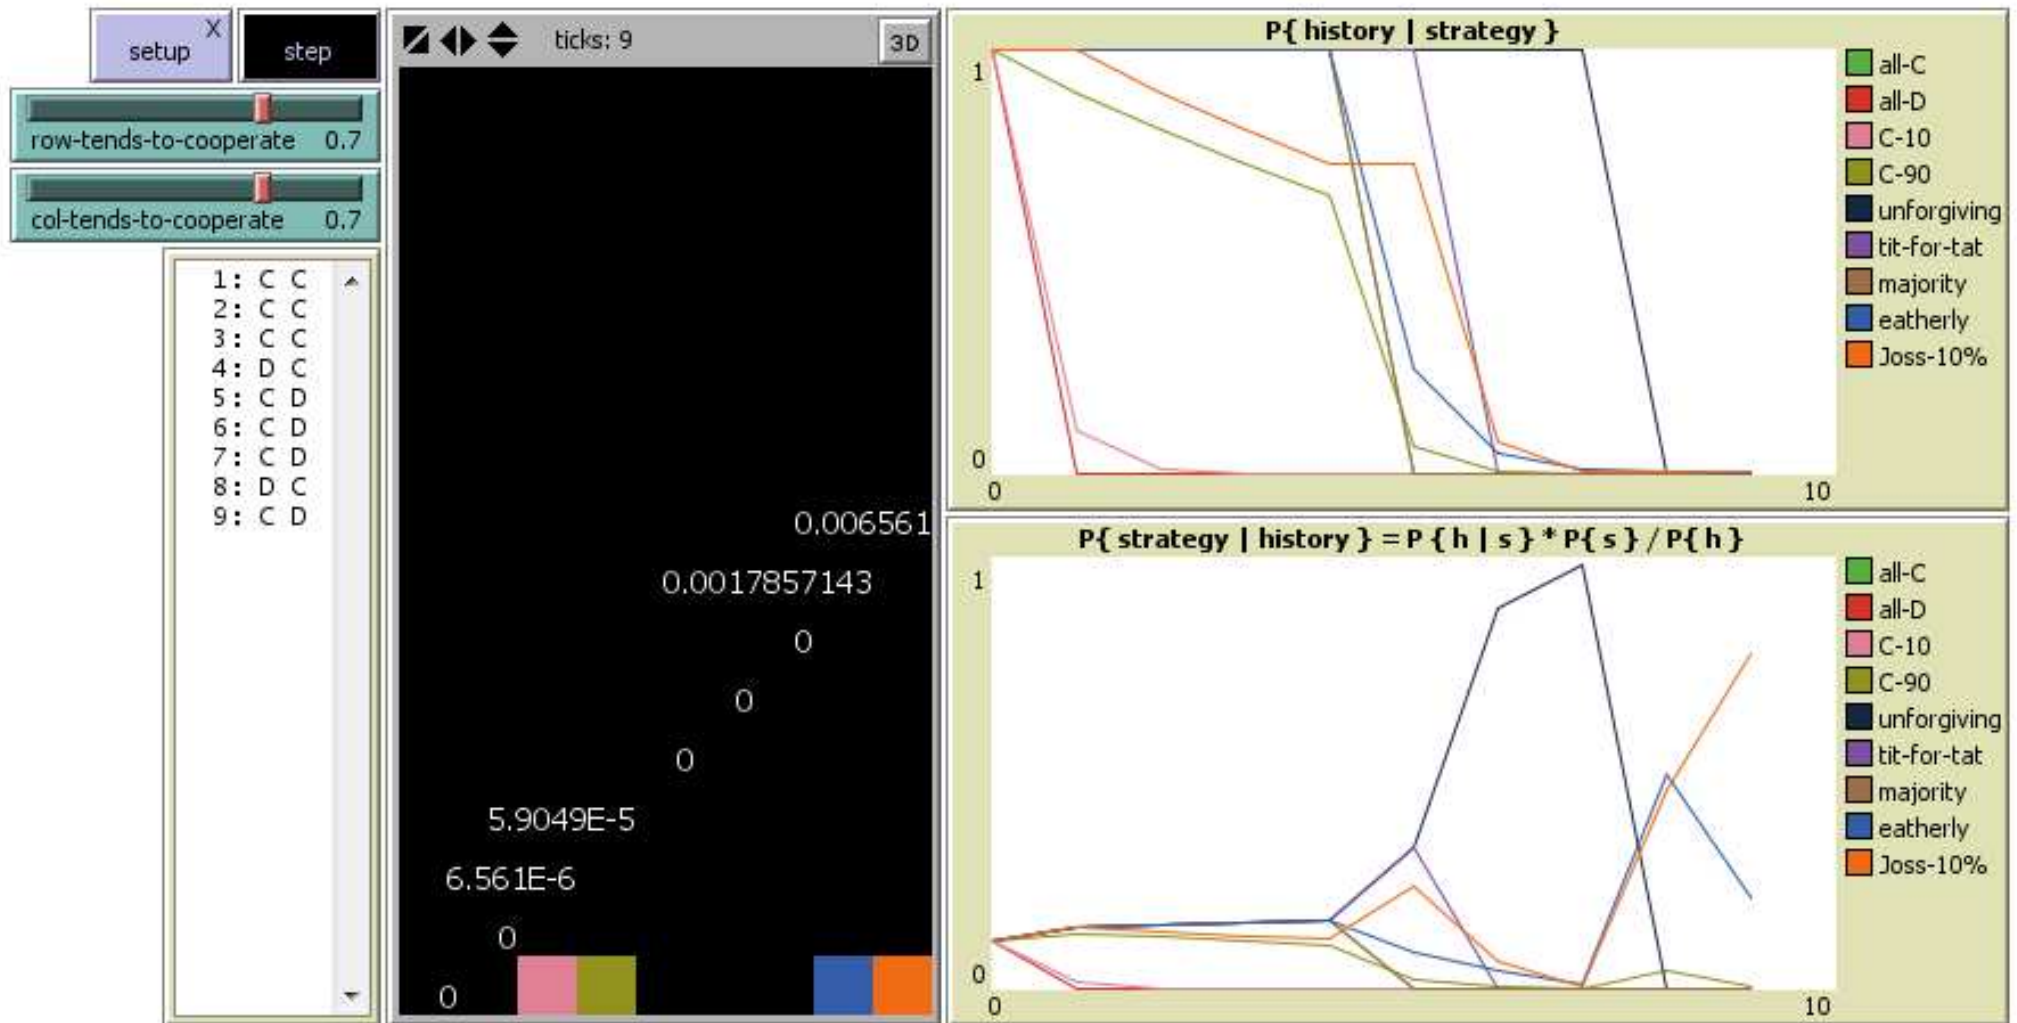 setup X
step
row-tends-to-cooperate 0.7
col-tends-to-cooperate 0.7
1: C C
2: C C
3: C C
4: D C
5: C D
6: C D
7: C D
8: D C
9: C D
ticks: 9
3D
0.006561
0.0017857143
0
0
0
5.9049E-5
6.561E-6
0
0
P{ history | strategy }
1
0
0
10
all-C
all-D
C-10
C-90
unforgiving
tit-for-tat
majority
eatherly
Joss-10%
P{ strategy | history } = P { h | s } * P{ s } / P{ h }
1
0
0
10
all-C
all-D
C-10
C-90
unforgiving
tit-for-tat
majority
eatherly
Joss-10%